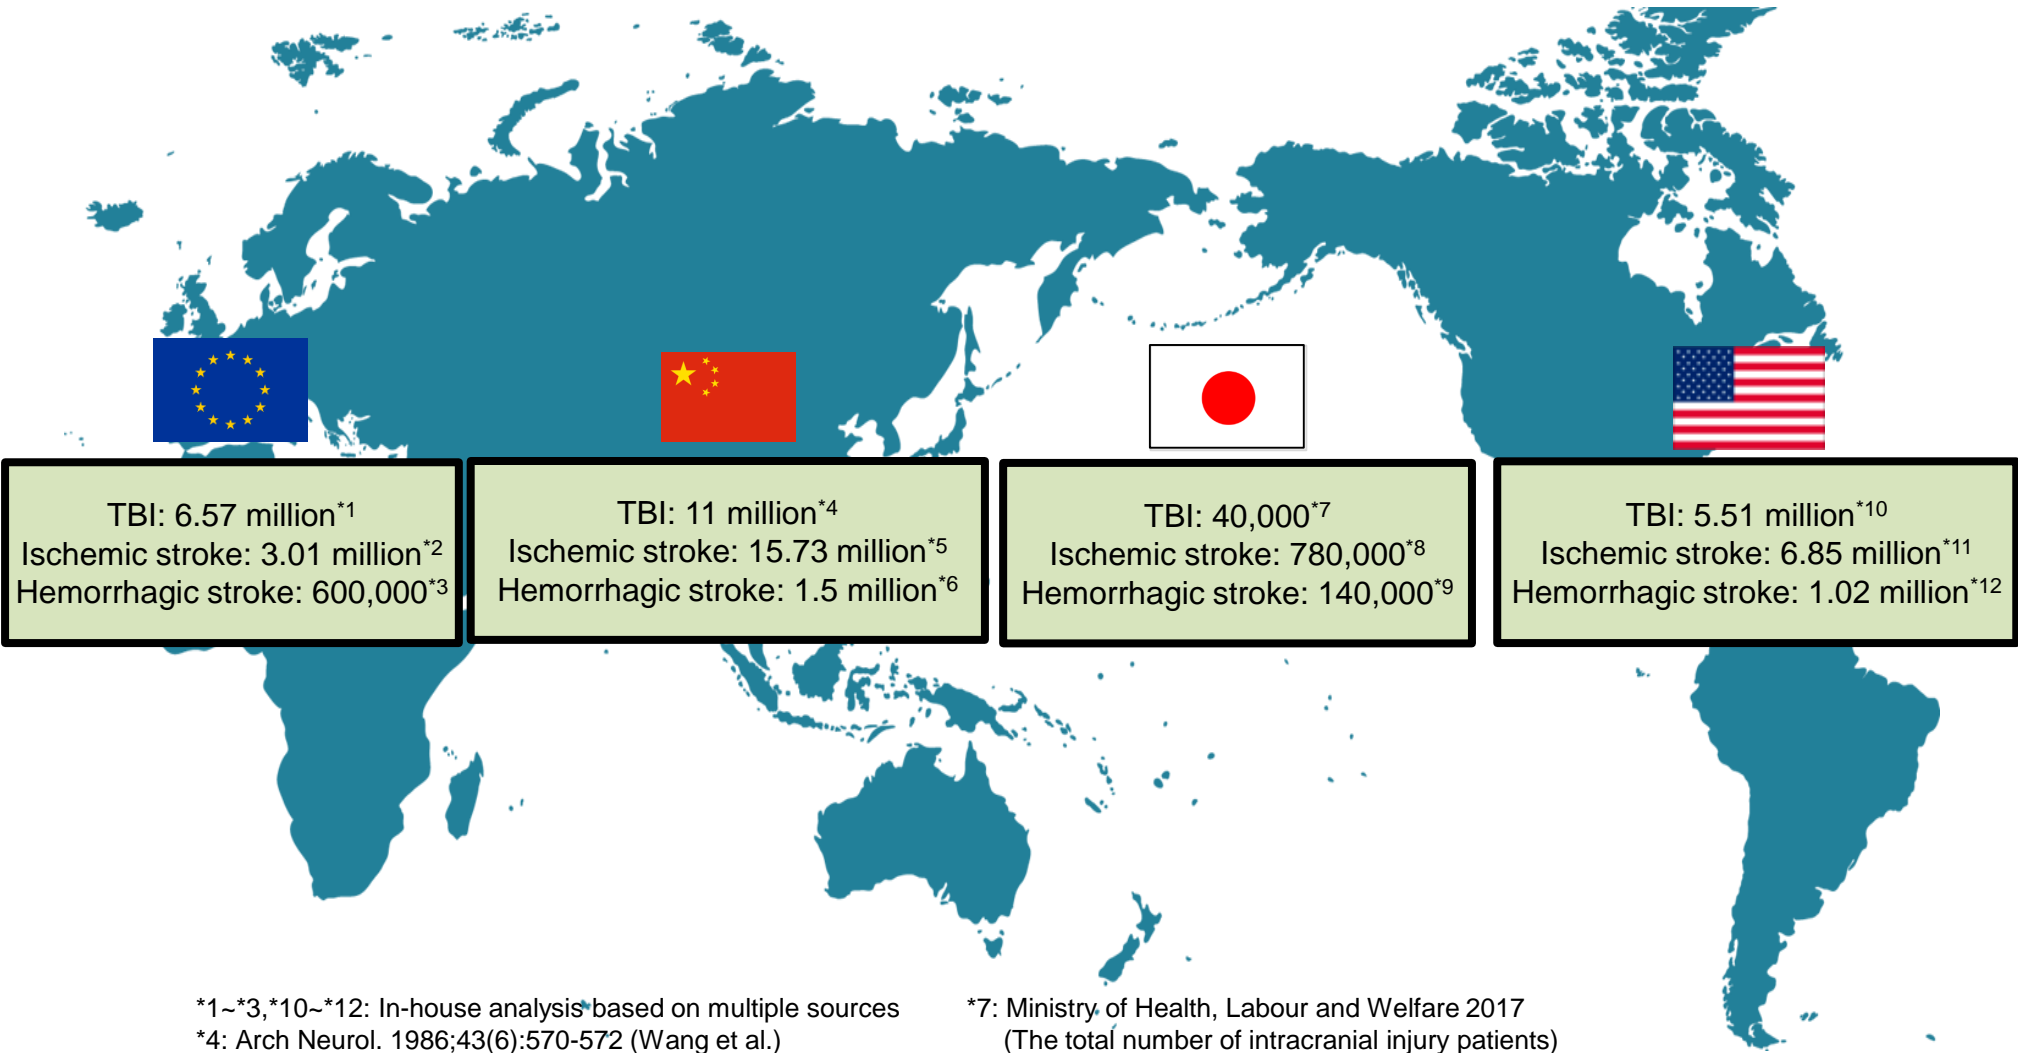 TBI: 6.57 million*1
Ischemic stroke: 3.01 million*2
Hemorrhagic stroke: 600,000*3
TBI: 11 million*4
Ischemic stroke: 15.73 million*5
Hemorrhagic stroke: 1.5 million*6
TBI: 40,000*7
Ischemic stroke: 780,000*8
Hemorrhagic stroke: 140,000*9
TBI: 5.51 million*10
Ischemic stroke: 6.85 million*11
Hemorrhagic stroke: 1.02 million*12
*1~*3,*10~*12: In-house analysis based on multiple sources
*4: Arch Neurol. 1986;43(6):570-572 (Wang et al.)
*7: Ministry of Health, Labour and Welfare 2017
(The total number of intracranial injury patients)